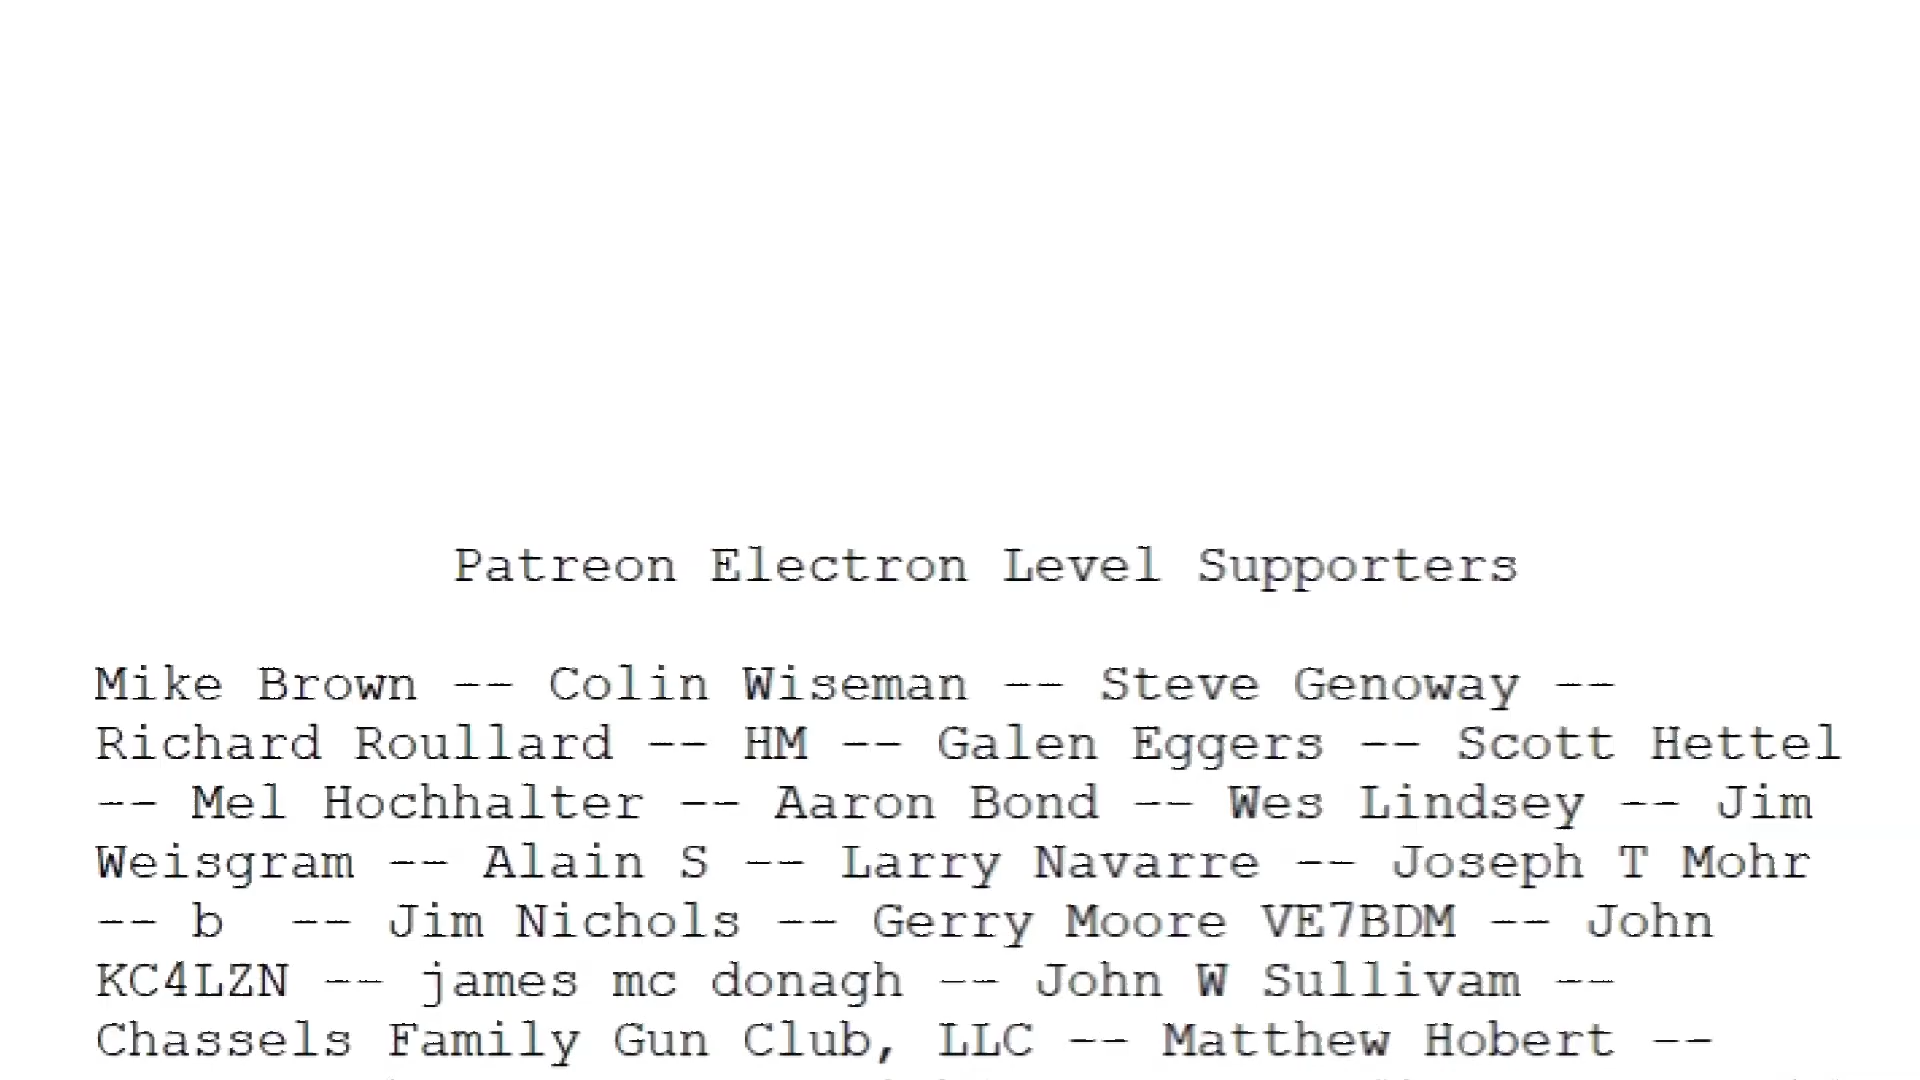 Patreon Electron Level Supporters
Mike Brown -- Colin Wiseman -- Steve Genoway --
Richard Roullard -- HM -- Galen Eggers -- Scott Hettel
-- Mel Hochhalter -- Aaron Bond -- Wes Lindsey -- Jim
Weisgram -- Alain S -- Larry Navarre -- Joseph T Mohr
-- b  -- Jim Nichols -- Gerry Moore VE7BDM -- John
KC4LZN -- james mc donagh -- John W Sullivam --
Chassels Family Gun Club, LLC -- Matthew Hobert --